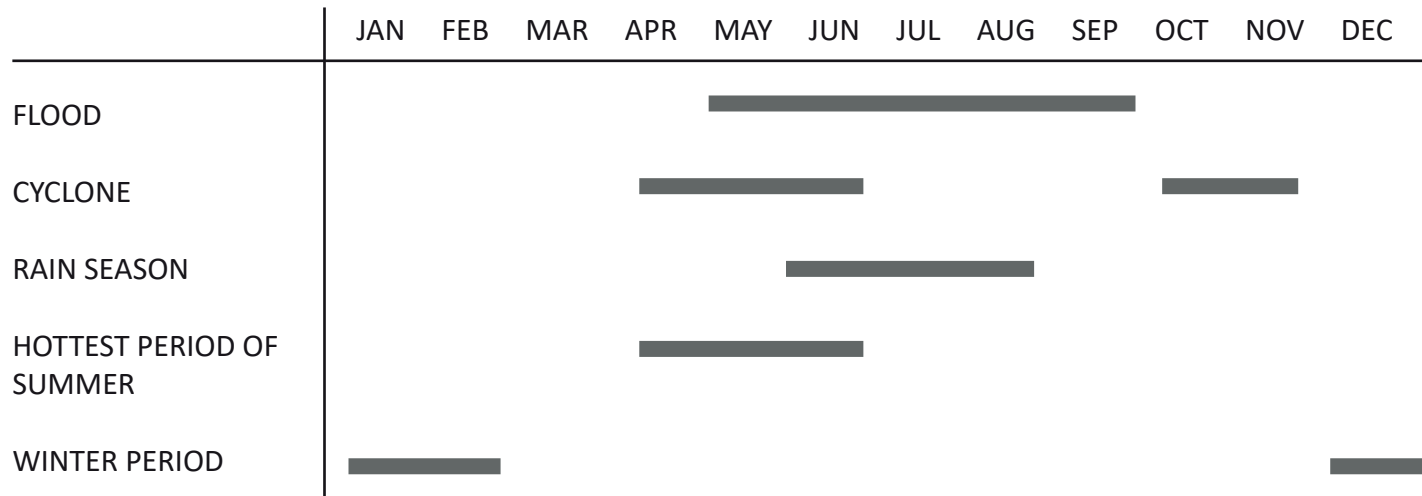 JAN FEB MAR APR MAY JUN JUL AUG SEP OCT NOV DEC
FLOOD
CYCLONE
RAIN SEASON
HOTTEST PERIOD OF
SUMMER
WINTER PERIOD